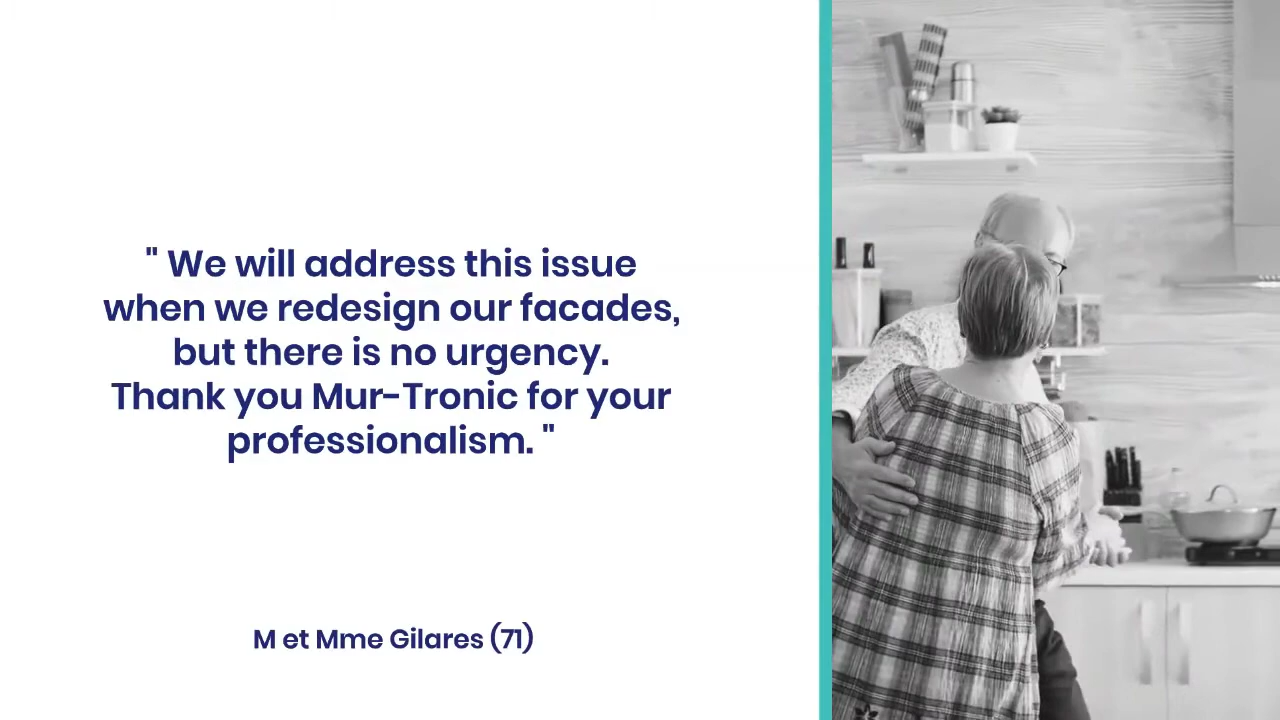 " We will address this issue
when we redesign our facades,
but there is no urgency.
Thank you Mur-Tronic for your
professionalism. "
M et Mme Gilares (71)